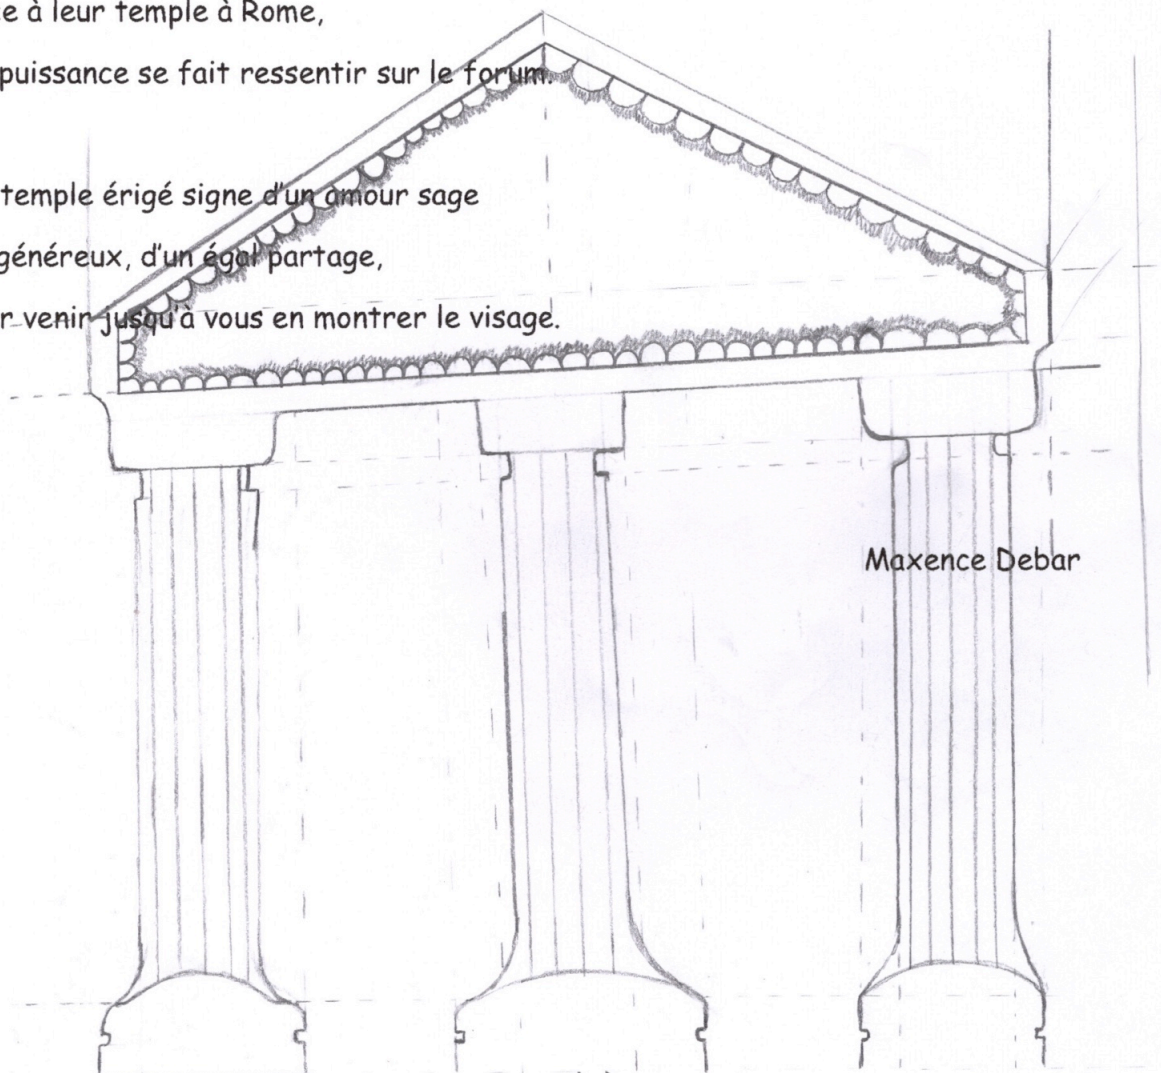 e à leur temple à Rome,
puissance se fait ressentir sur le forum.
temple érigé signe d'un amour sage
généreux, d'un égal partage,
r venir jusqu'à vous en montrer le visage.
Maxence Debar